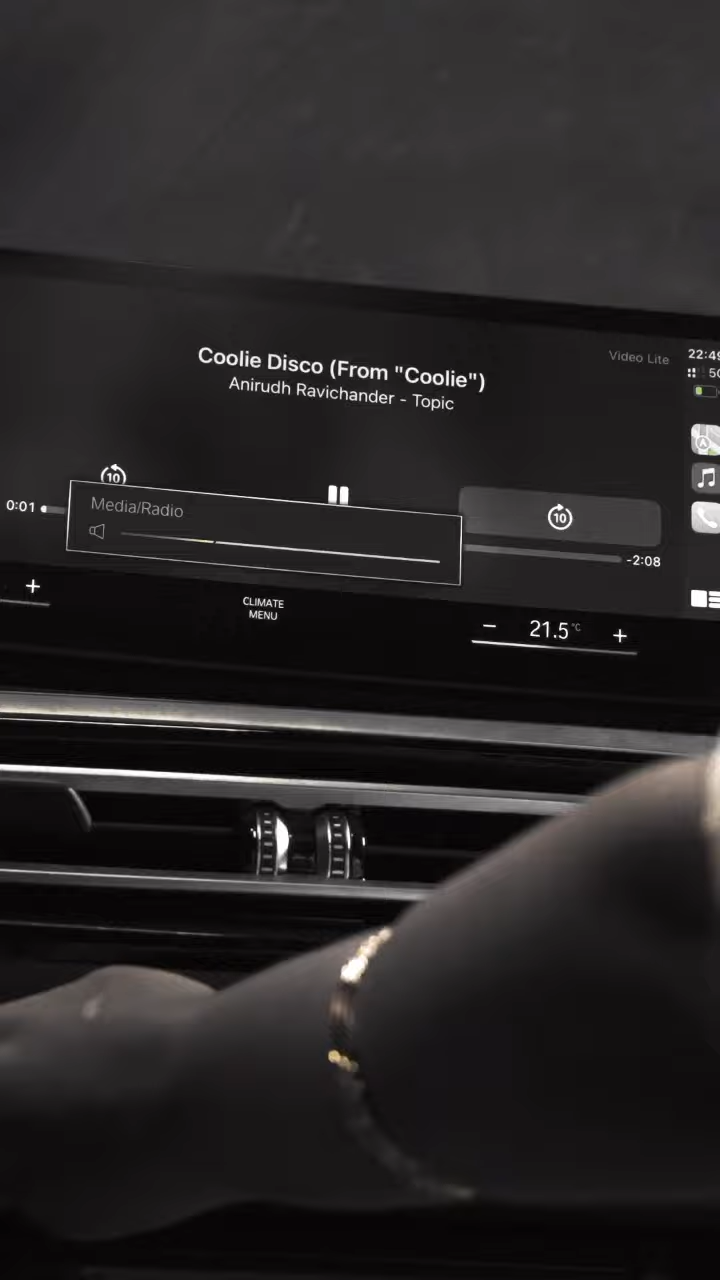 Coolie Disco (From "Coolie")
Anirudh Ravichander - Topic
Video Lite
22:49
10
0:01
Media/Radio
10
-2:08
+
CLIMATE
MENU
− 21.5°C +